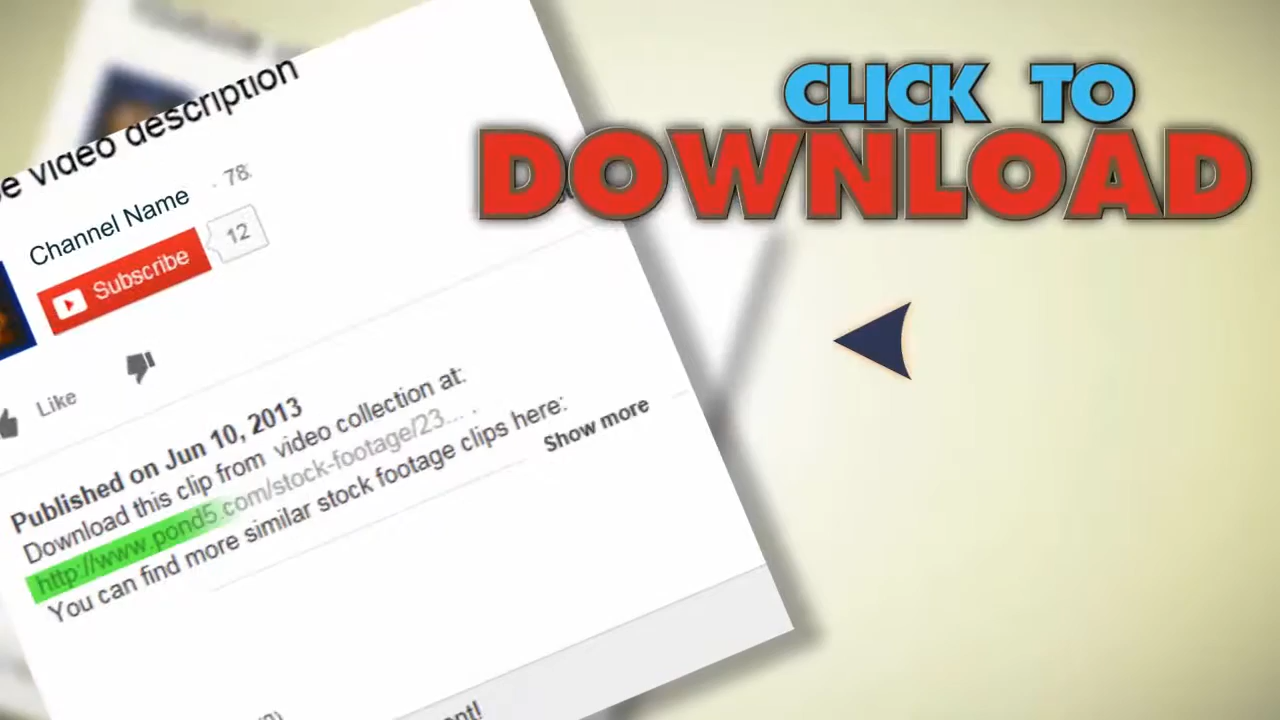 CLICK TO
DOWNLOAD
video description
Channel Name
78
Subscribe
12
Like
Published on Jun 10, 2013
Download this clip from video collection at:
http://www.pond5.com/stock-footage/23...
You can find more similar stock footage clips here:
Show more